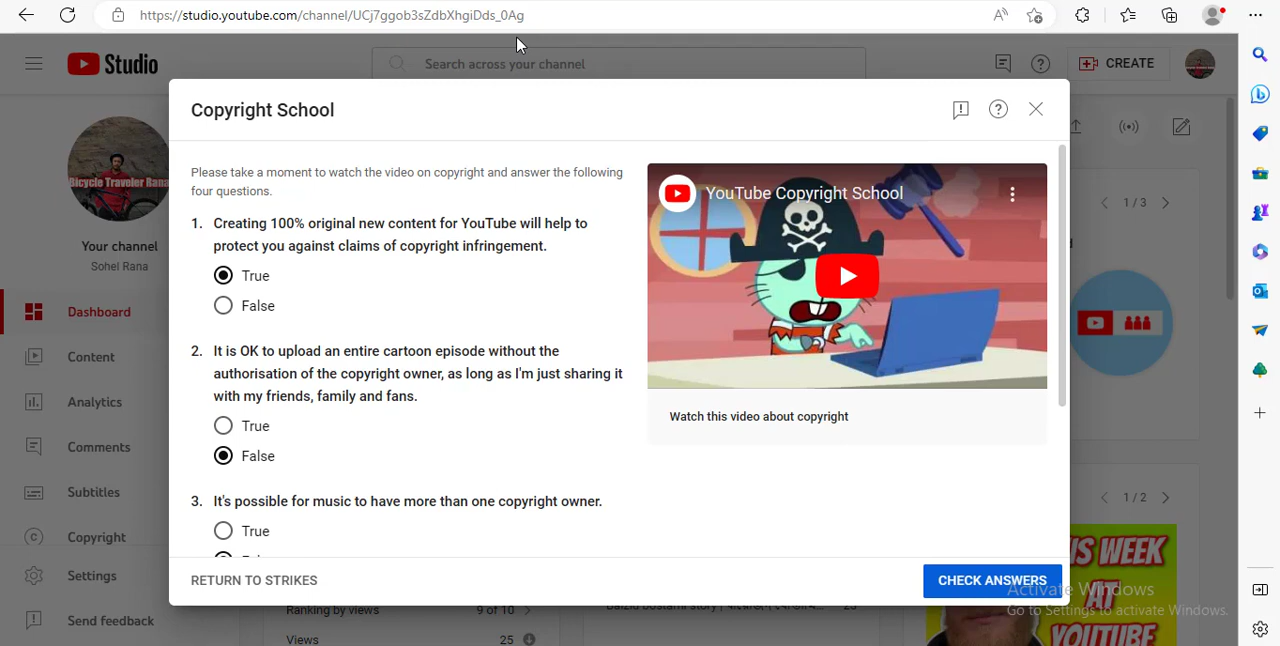 https://studio.youtube.com/channel/UCj7ggob3sZdbXhgiDds_0Ag
Studio
Search across your channel
CREATE
Copyright School
Bicycle Traveler Rana
Your channel
Sohel Rana
Dashboard
Content
Analytics
Comments
Subtitles
Copyright
Settings
Send feedback
Please take a moment to watch the video on copyright and answer the following
four questions.
1. Creating 100% original new content for YouTube will help to
protect you against claims of copyright infringement.
True
False
2. It is OK to upload an entire cartoon episode without the
authorisation of the copyright owner, as long as I'm just sharing it
with my friends, family and fans.
True
False
3. It's possible for music to have more than one copyright owner.
True
YouTube Copyright School
Watch this video about copyright
RETURN TO STRIKES
CHECK ANSWERS
1 / 3
1 / 2
Ranking by views
9 of 10
Views
25
IS WEEK
AT
YOUTUBE
Activate Windows
Go to Settings to activate Windows.